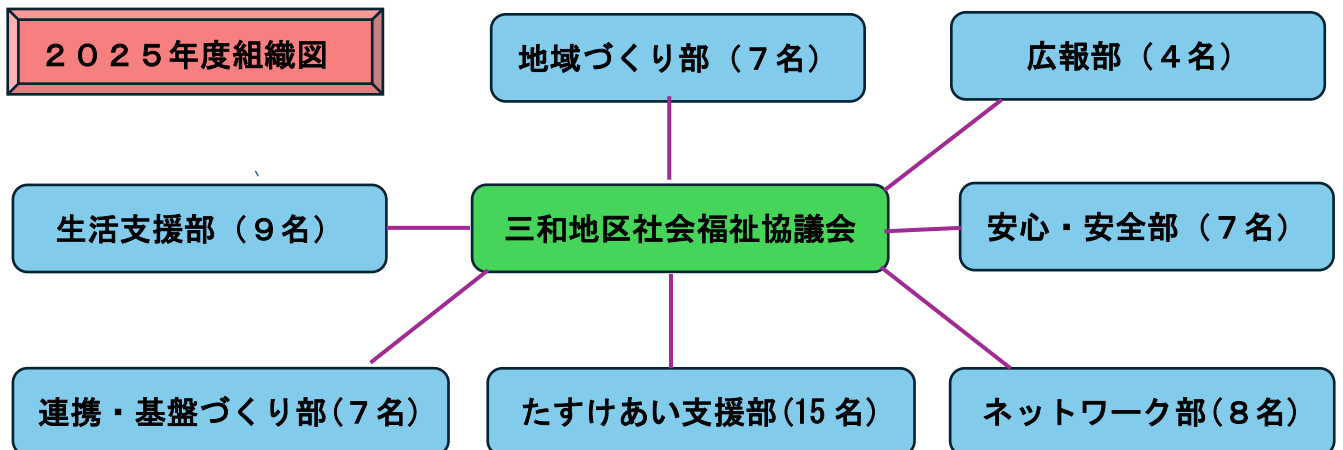 ２０２５年度組織図
地域づくり部（７名）
広報部（４名）
生活支援部（９名）
三和地区社会福祉協議会
安心・安全部（７名）
連携・基盤づくり部(７名)
たすけあい支援部(15名)
ネットワーク部(８名)